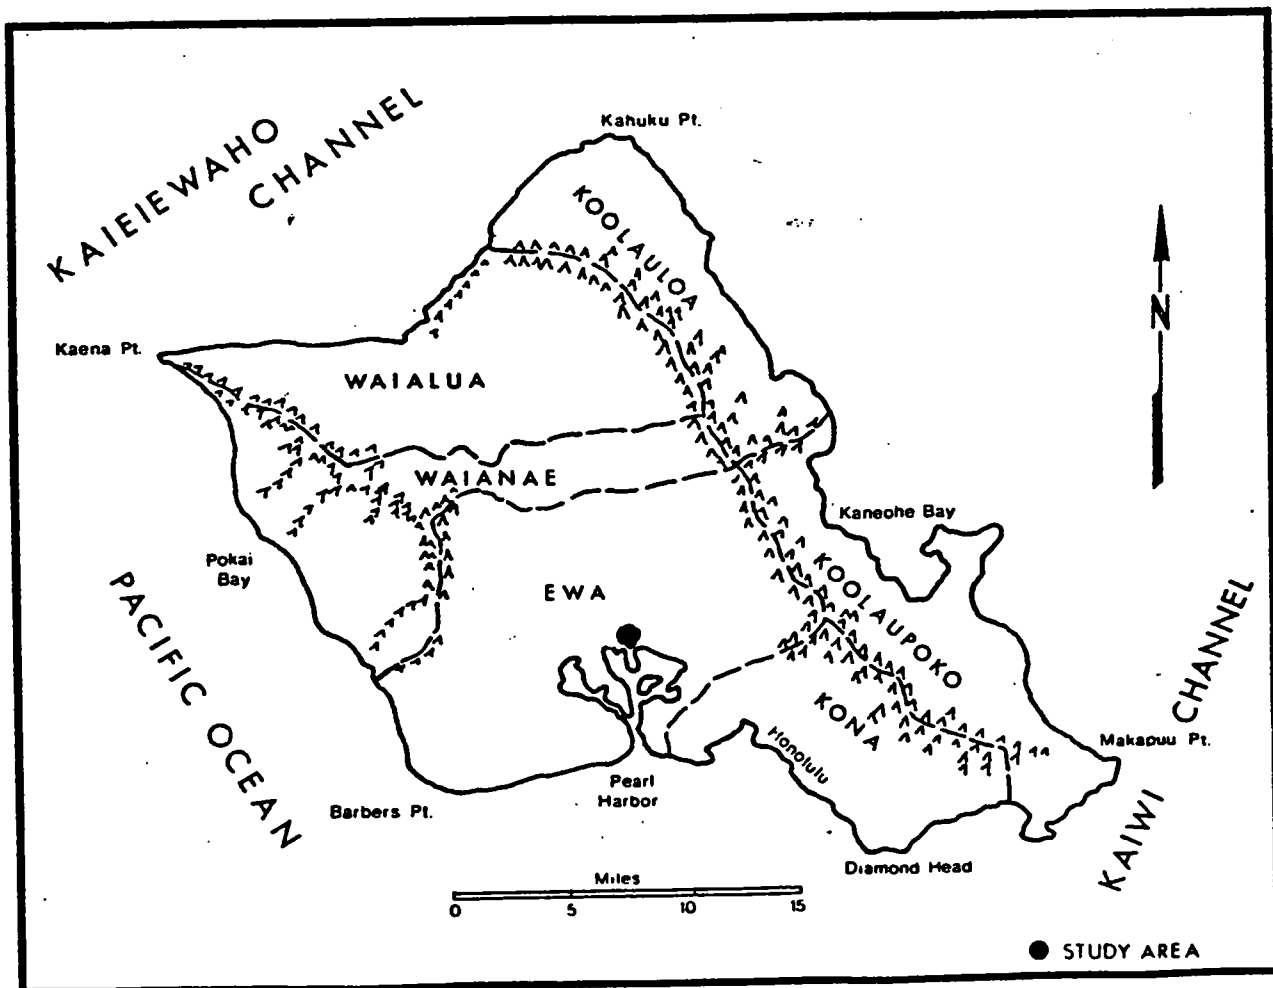 KAIEIEWAHO
CHANNEL
Kahuku Pt.
KOOLAULOA
N
Kaena Pt.
WAIALUA
WAIANAE
Kaneohe Bay
Pokai
Bay
EWA
KOOLAUPOKO
PACIFIC OCEAN
KONA
Honolulu
CHANNEL
Makapuu Pt.
Pearl
Harbor
Barbers Pt.
KAIWI
Diamond Head
Miles
0 5 10 15
STUDY AREA